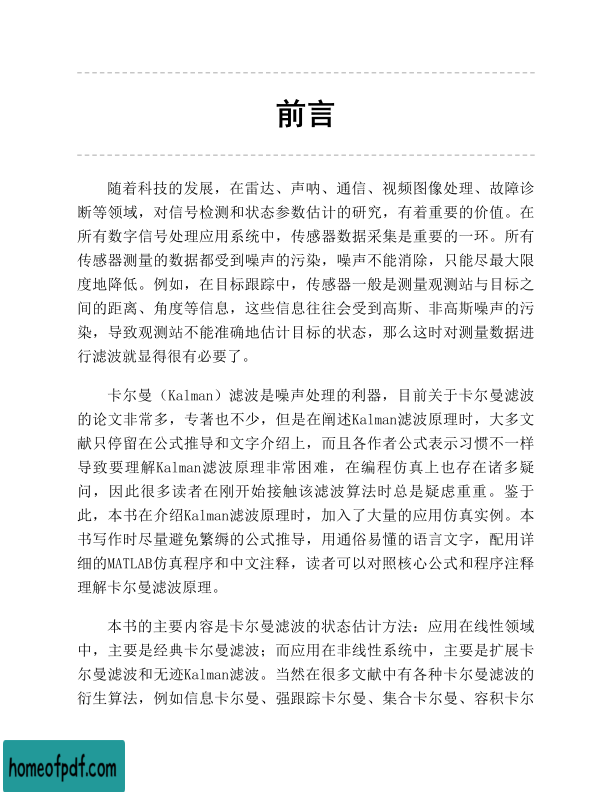 前言
随着科技的发展，在雷达、声呐、通信、视频图像处理、故障诊
断等领域，对信号检测和状态参数估计的研究，有着重要的价值。在
所有数字信号处理应用系统中，传感器数据采集是重要的一环。所有
传感器测量的数据都受到噪声的污染，噪声不能消除，只能尽最大限
度地降低。例如，在目标跟踪中，传感器一般是测量观测站与目标之
间的距离、角度等信息，这些信息往往会受到高斯、非高斯噪声的污
染，导致观测站不能准确地估计目标的状态，那么这时对测量数据进
行滤波就显得很有必要了。
卡尔曼（Kalman）滤波是噪声处理的利器，目前关于卡尔曼滤波
的论文非常多，专著也不少，但是在阐述Kalman滤波原理时，大多文
献只停留在公式推导和文字介绍上，而且各作者公式表示习惯不一样
导致要理解Kalman滤波原理非常困难，在编程仿真上也存在诸多疑
问，因此很多读者在刚开始接触该滤波算法时总是疑虑重重。鉴于
此，本书在介绍Kalman滤波原理时，加入了大量的应用仿真实例。本
书写作时尽量避免繁缛的公式推导，用通俗易懂的语言文字，配用详
细的MATLAB仿真程序和中文注释，读者可以对照核心公式和程序注释
理解卡尔曼滤波原理。
本书的主要内容是卡尔曼滤波的状态估计方法：应用在线性领域
中，主要是经典卡尔曼滤波；而应用在非线性系统中，主要是扩展卡
尔曼滤波和无迹Kalman滤波。当然在很多文献中有各种卡尔曼滤波的
衍生算法，例如信息卡尔曼、强跟踪卡尔曼、集合卡尔曼、容积卡尔
homeofpdf.com